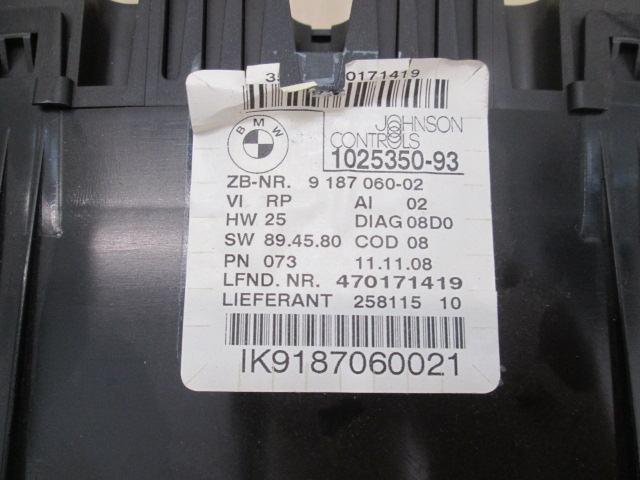 0171419
BMW
JOHNSON
CONTROLS
1025350-93
ZB-NR. 9 187 060-02
VI RP AI 02
HW 25 DIAG 08D0
SW 89.45.80 COD 08
PN 073 11.11.08
LFND. NR. 470171419
LIEFERANT 258115 10
IK9187060021